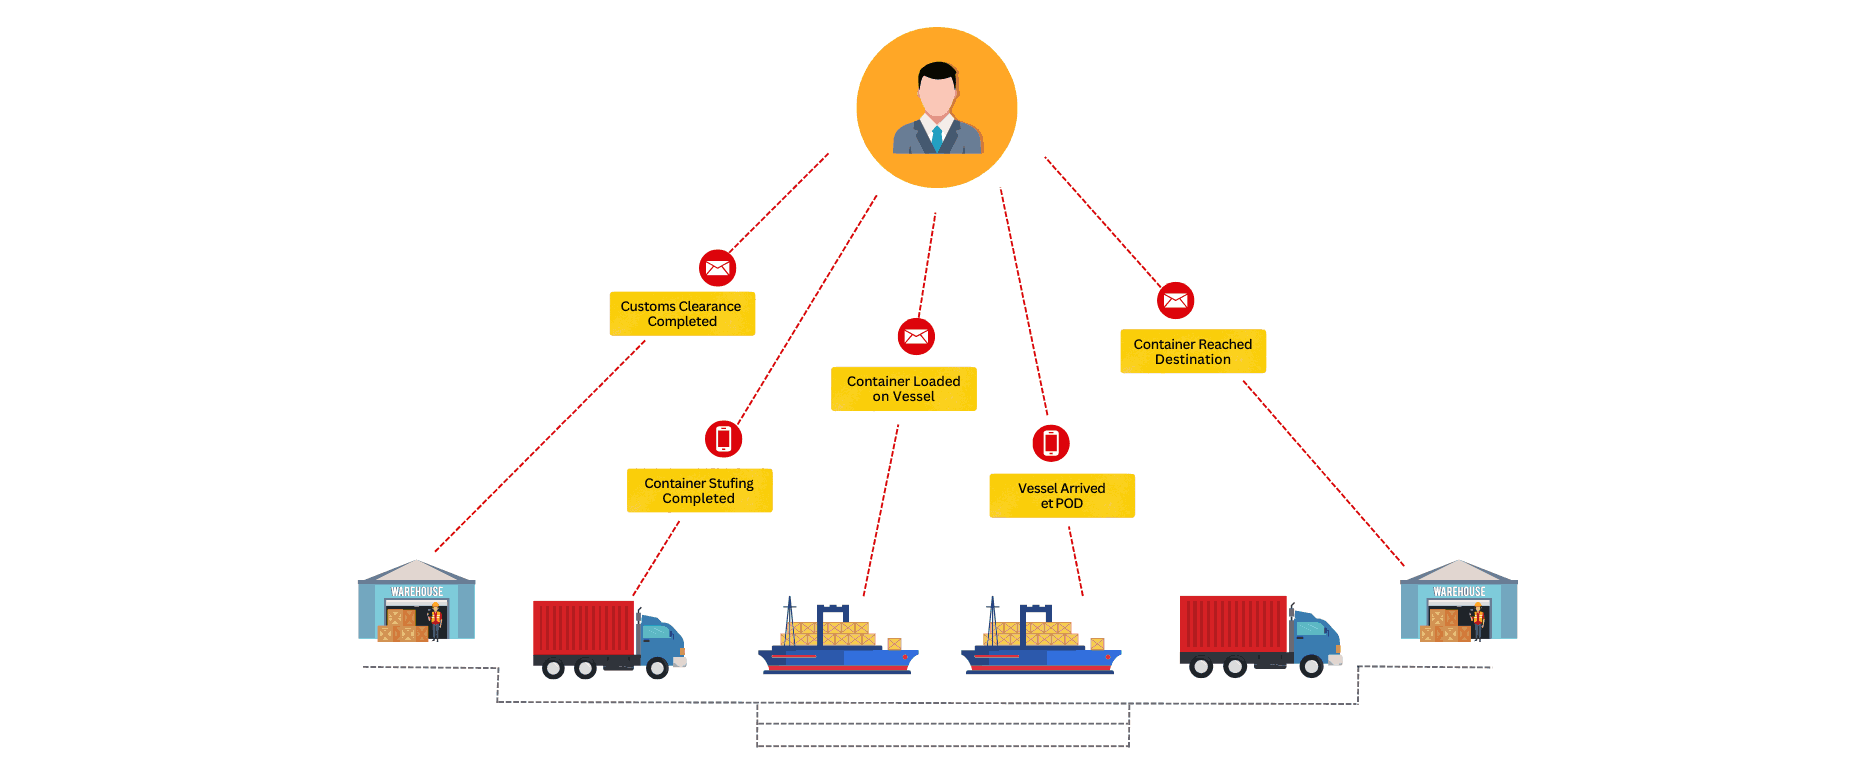 Customs Clearance
Completed
Container Reached
Destination
Container Loaded
on Vessel
Container Stufing
Completed
Vessel Arrived
et POD
WAREHOUSE
WAREHOUSE